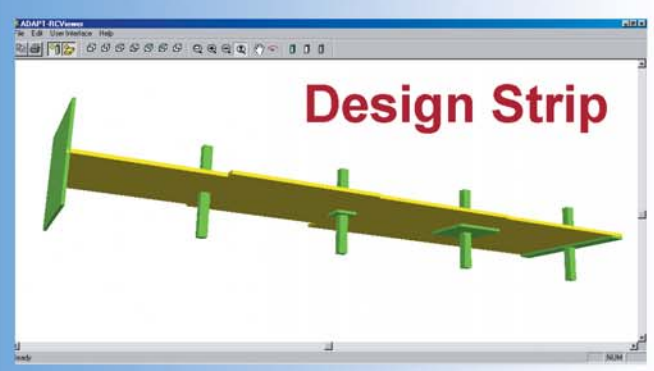 ADAPT-RCViewer
File Edit User Interface Help
Design Strip
Ready
NUM